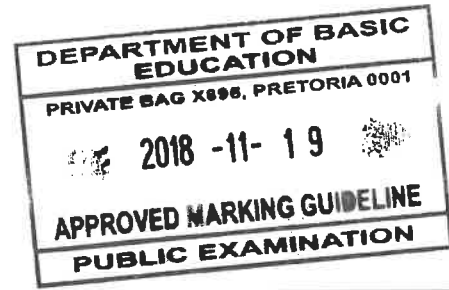 DEPARTMENT OF BASIC
EDUCATION
PRIVATE BAG X895, PRETORIA 0001
2018 -11- 19
APPROVED MARKING GUIDELINE
PUBLIC EXAMINATION